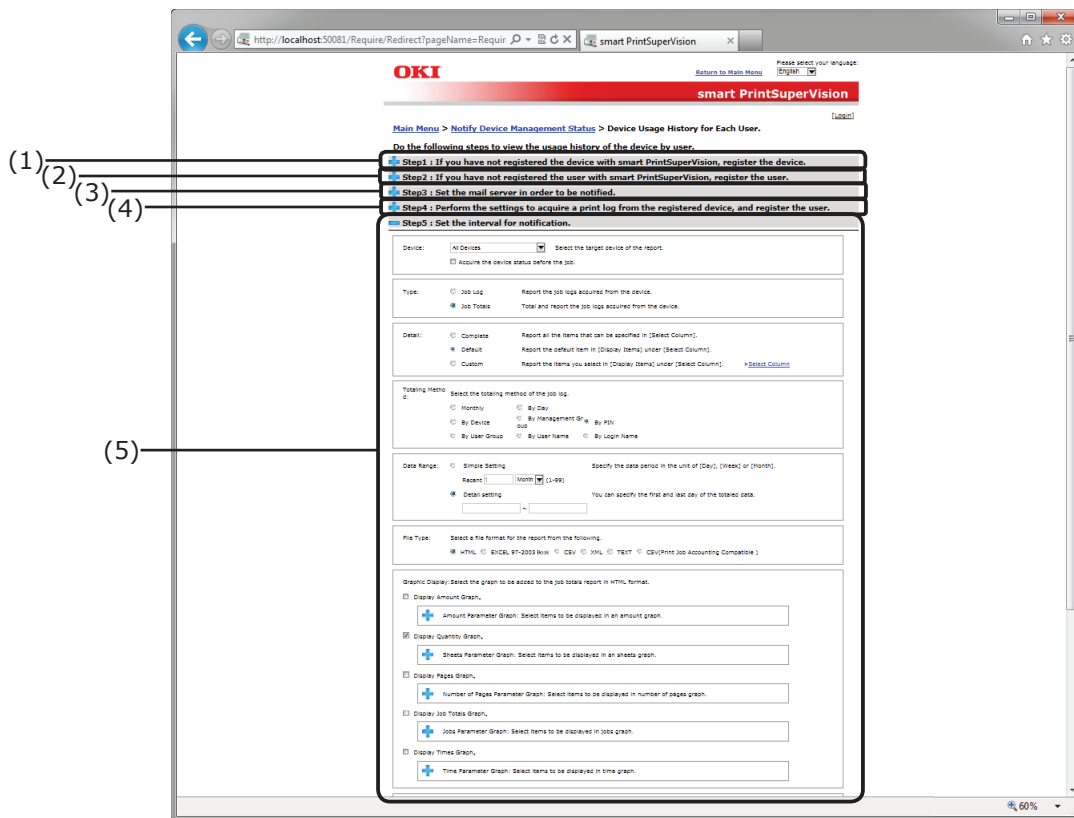 http://localhost:50081/Require/Redirect?pageName=Requir
smart PrintSuperVision
OKI
Return to Main Menu
Please select your language:
English
smart PrintSuperVision
[Login]
Main Menu > Notify Device Management Status > Device Usage History for Each User.
Do the following steps to view the usage history of the device by user.
(1)
Step1 : If you have not registered the device with smart PrintSuperVision, register the device.
(2)
Step2 : If you have not registered the user with smart PrintSuperVision, register the user.
(3)
Step3 : Set the mail server in order to be notified.
(4)
Step4 : Perform the settings to acquire a print log from the registered device, and register the user.
Step5 : Set the interval for notification.
Device: All Devices Select the target device of the report.
Acquire the device status before the job.
Type: Job Log Report the job logs acquired from the device.
Job Totals Total and report the job logs acquired from the device.
Detail: Complete Report all the items that can be specified in [Select Column].
Default Report the default item in [Display Items] under [Select Column].
Custom Report the items you select in [Display Items] under [Select Column]. »Select Column
Totaling Metho
d:
Select the totaling method of the job log.
Monthly By Day
By Device By Management Gr
oup
By PIN
By User Group By User Name By Login Name
(5)
Data Range: Simple Setting Specify the data period in the unit of [Day], [Week] or [Month].
Recent 1 Month (1-99)
Detail setting You can specify the first and last day of the totaled data.
~
File Type: Select a file format for the report from the following.
HTML EXCEL 97-2003 Book CSV XML TEXT CSV(Print Job Accounting Compatible )
Graphic Display:Select the graph to be added to the job totals report in HTML format.
Display Amount Graph。
Amount Parameter Graph: Select items to be displayed in an amount graph.
Display Quantity Graph。
Sheets Parameter Graph: Select items to be displayed in an sheets graph.
Display Pages Graph。
Number of Pages Parameter Graph: Select items to be displayed in number of pages graph.
Display Job Totals Graph。
Jobs Parameter Graph: Select items to be displayed in jobs graph.
Display Times Graph。
Time Parameter Graph: Select items to be displayed in time graph.
60%